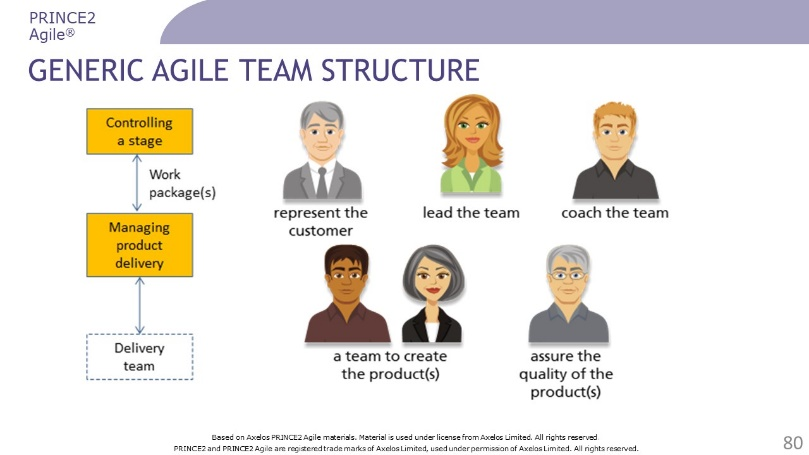 PRINCE2
Agile®
GENERIC AGILE TEAM STRUCTURE
Controlling
a stage
Work
package(s)
Managing
product
delivery
Delivery
team
represent the
customer
lead the team
coach the team
a team to create
the product(s)
assure the
quality of the
product(s)
Based on Axelos PRINCE2 Agile materials. Material is used under license from Axelos Limited. All rights reserved
PRINCE2 and PRINCE2 Agile are registered trade marks of Axelos Limited, used under permission of Axelos Limited. All rights reserved.
80